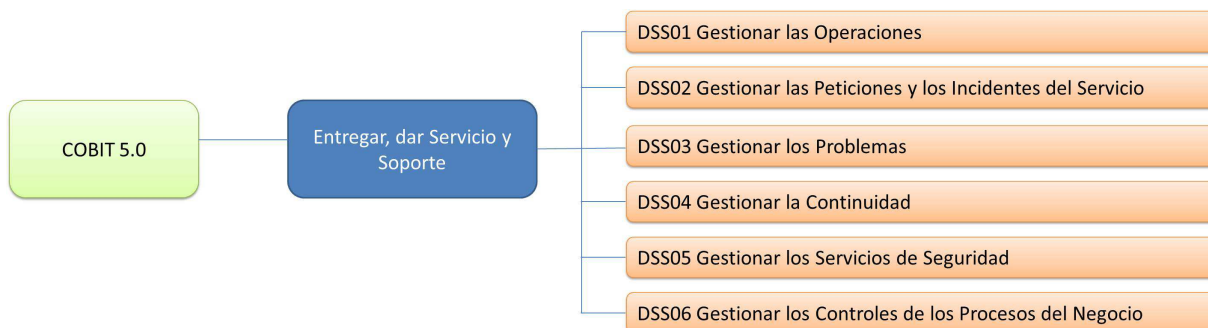 COBIT 5.0
Entregar, dar Servicio y
Soporte
DSS01 Gestionar las Operaciones
DSS02 Gestionar las Peticiones y los Incidentes del Servicio
DSS03 Gestionar los Problemas
DSS04 Gestionar la Continuidad
DSS05 Gestionar los Servicios de Seguridad
DSS06 Gestionar los Controles de los Procesos del Negocio